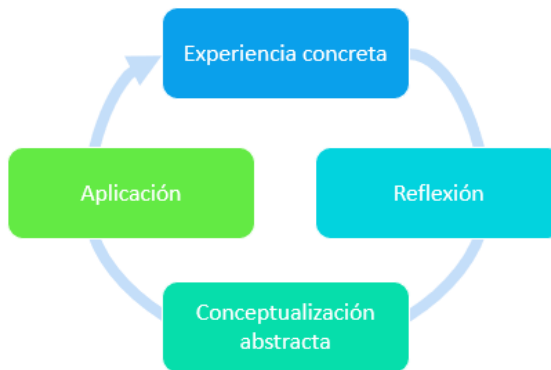 Experiencia concreta
Aplicación
Reflexión
Conceptualización
abstracta